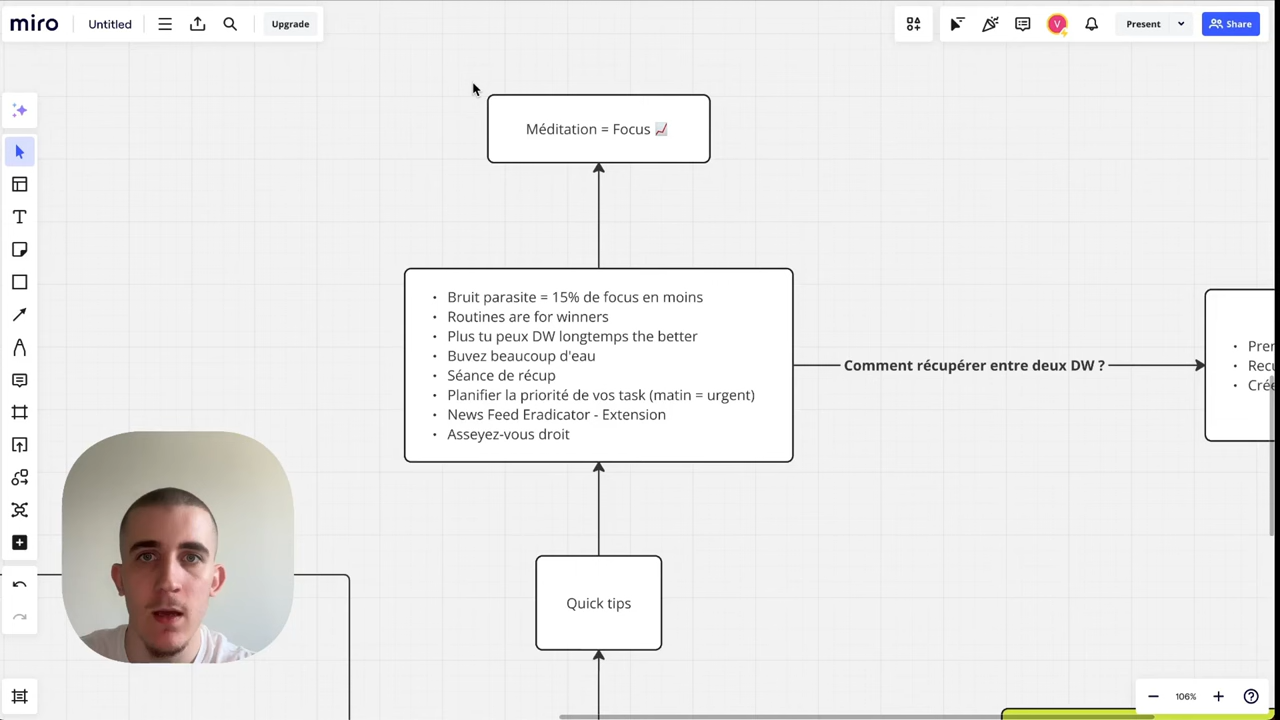 miro
Untitled
Upgrade
V
Present
Share
Méditation = Focus 📈
• Bruit parasite = 15% de focus en moins
• Routines are for winners
• Plus tu peux DW longtemps the better
• Buvez beaucoup d'eau
• Séance de récup
• Planifier la priorité de vos task (matin = urgent)
• News Feed Eradicator - Extension
• Asseyez-vous droit
Comment récupérer entre deux DW ?
Quick tips
106%